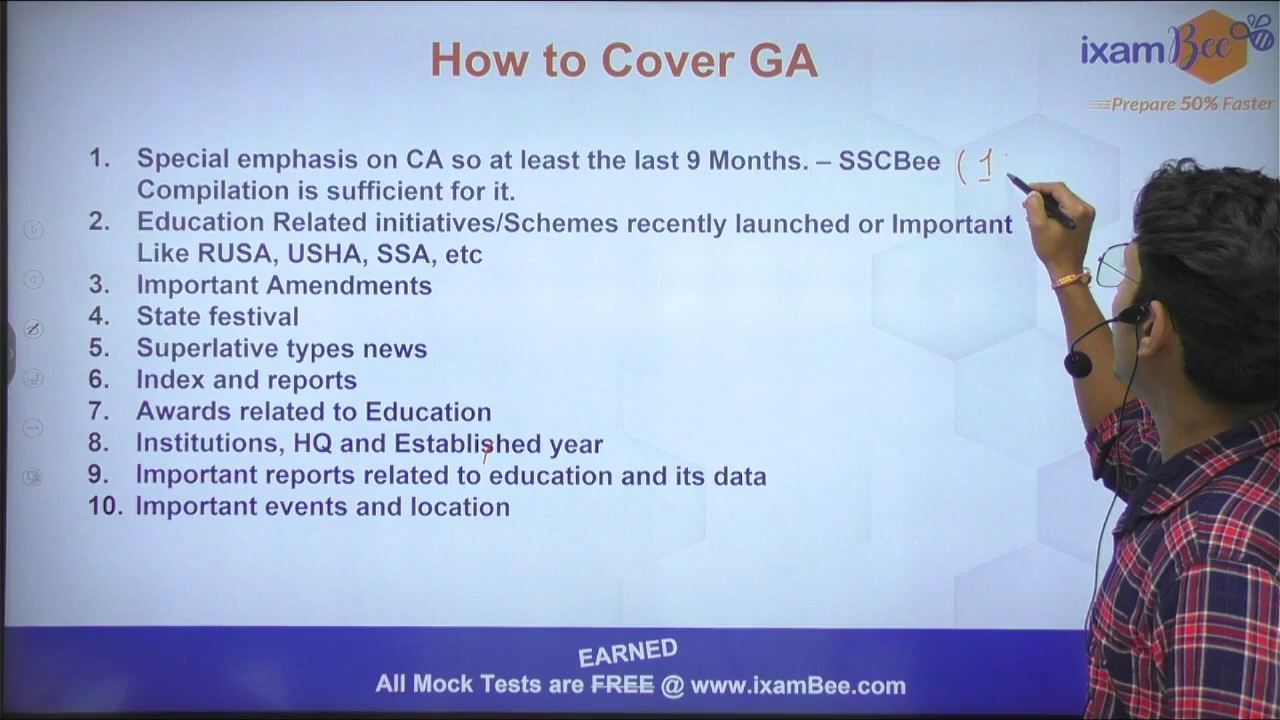 How to Cover GA
ixamBee
Prepare 50% Faster
1. Special emphasis on CA so at least the last 9 Months. – SSCBee ( 1
Compilation is sufficient for it.
2. Education Related initiatives/Schemes recently launched or Important
Like RUSA, USHA, SSA, etc
3. Important Amendments
4. State festival
5. Superlative types news
6. Index and reports
7. Awards related to Education
8. Institutions, HQ and Established year
9. Important reports related to education and its data
10. Important events and location
EARNED
All Mock Tests are FREE @ www.ixamBee.com